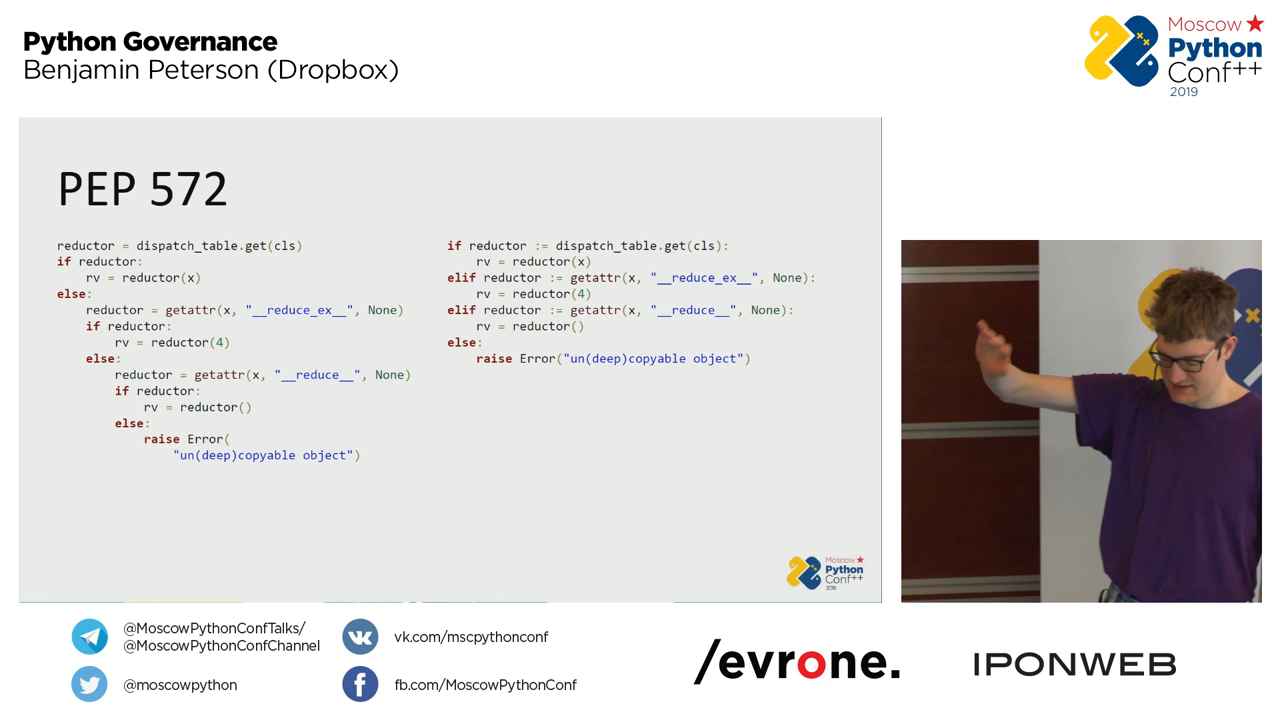 Python Governance
Benjamin Peterson (Dropbox)
Moscow
Python
Conf++
2019
PEP 572
reductor = dispatch_table.get(cls)
if reductor:
    rv = reductor(x)
else:
    reductor = getattr(x, "__reduce_ex__", None)
    if reductor:
        rv = reductor(4)
    else:
        reductor = getattr(x, "__reduce__", None)
        if reductor:
            rv = reductor()
        else:
            raise Error(
                "un(deep)copyable object")
if reductor := dispatch_table.get(cls):
    rv = reductor(x)
elif reductor := getattr(x, "__reduce_ex__", None):
    rv = reductor(4)
elif reductor := getattr(x, "__reduce__", None):
    rv = reductor()
else:
    raise Error("un(deep)copyable object")
Moscow
Python
Conf++
2019
@MoscowPythonConfTalks/
@MoscowPythonConfChannel
vk.com/mscpythonconf
@moscowpython
fb.com/MoscowPythonConf
/evrone.
IPONWEB